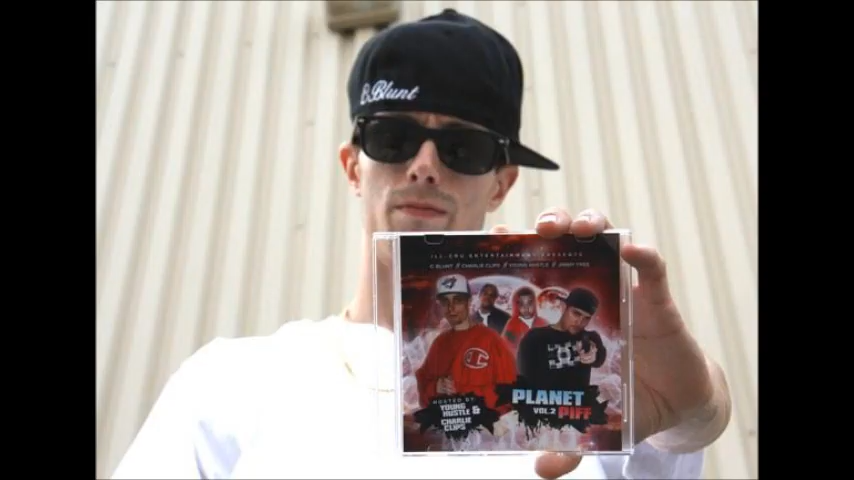 C.Blunt
ILL-CRU ENTERTAINMENT PRESENTS
C BLUNT // CHARLIE CLIPS // YOUNG HUSTLE // JIMMY TREE
HOSTED BY:
YOUNG
HUSTLE &
CHARLIE
CLIPS
PLANET
VOL.2 PIFF